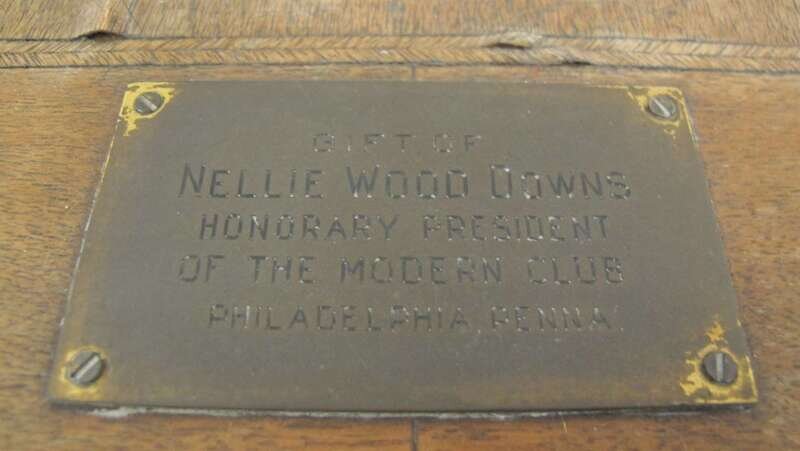 GIFT OF
NELLIE WOOD DOWNS
HONORARY PRESIDENT
OF THE MODERN CLUB
PHILADELPHIA, PENNA.